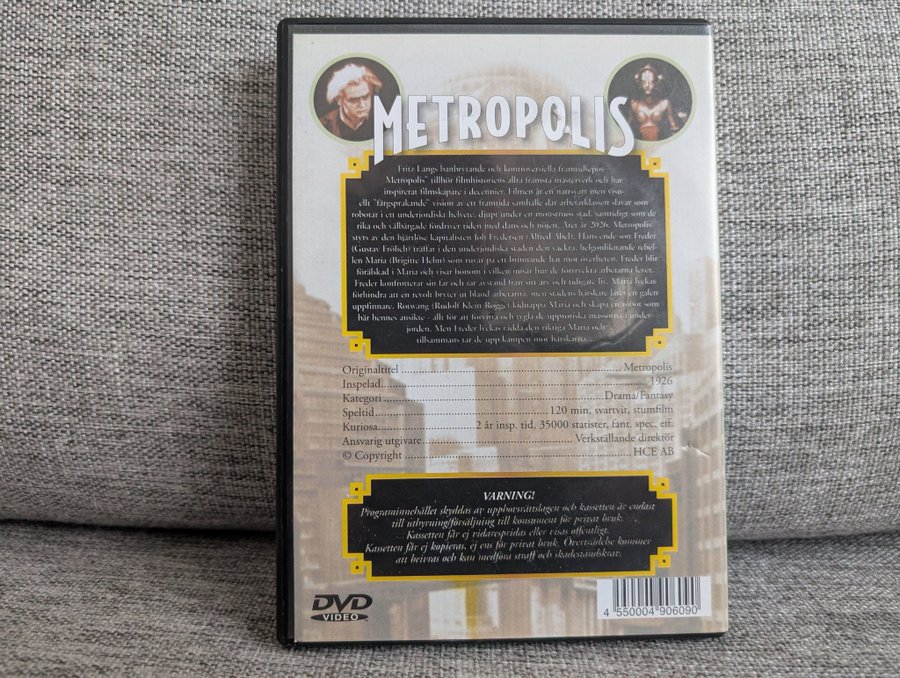 METROPOLIS
Fritz Langs banbrytande och kontroversiella framtidsepos
Metropolis" tillhör filmhistoriens allra främsta mästerverk och har
inspirerat filmskapare i decennier. Filmen är en nattsvart men visu-
ellt "färgsprakande" vision av ett framtida samhälle där arbetarklassen slavar som
robotar i ett underjordiskt helvete, djupt under en monstruös stad, samtidigt som de
rika och välbärgade fördriver tiden med dans och nöjen. Året är 2026. Metropolis
styrs av den hjärtlöse kapitalisten Joh Fredersen (Alfred Abel). Hans ende son Freder
(Gustav Frölich) träffar i den underjordiska staden den vackra, helgonliknande rebel-
len Maria (Brigitte Helm) som ruvar på ett brinnande hat mot överheten. Freder blir
förälskad i Maria och visar honom i vilken misär hur de förtryckta arbetarna lever.
Freder konfronterar sin far och tar avstånd från sin arv och tidigare liv. Maria lyckas
förhindra att en revolt bryter ut bland arbetarna, men stadens härskare låter en galen
uppfinnare, Rotwang (Rudolf Klein-Rogge) kidnappa Maria och skapa en robot som
bär hennes ansikte - allt för att förvirra och tygla de upproriska massorna i under-
jorden. Men Freder lyckas rädda den riktiga Maria och
tillsammans tar de upp kampen mot härskarna....
Originaltitel ........................................ Metropolis
Inspelad........................................ 1926
Kategori ........................................Drama/Fantasy
Speltid........................................120 min, svartvit, stumfilm
Kuriosa........................2 år insp. tid, 35000 statister, fant. spec. eff.
Ansvarig utgivare........................................Verkställande direktör
© Copyright ........................................ HCE AB
VARNING!
Programinnehållet skyddas av upphovsrättslagen och kassetten är endast
till uthyrning/försäljning till konsument för privat bruk.
Kassetten får ej vidarespridas eller visas offentligt.
Kassetten får ej kopieras, ej ens för privat bruk. Överträdelse kommer
att beivras och kan medföra straff och skadeståndskrav.
DVD
VIDEO
4 550004 906090